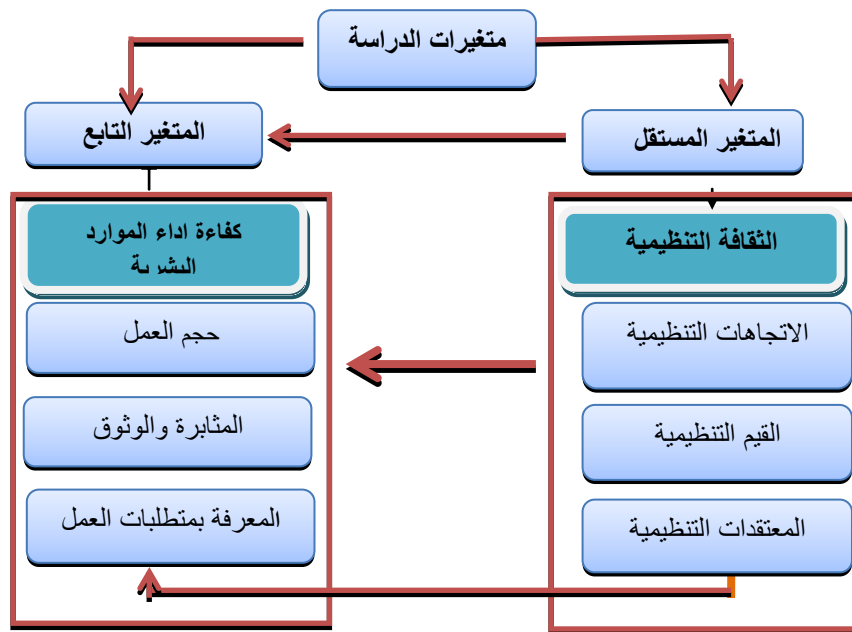 متغيرات الدراسة
المتغير المستقل
المتغير التابع
الثقافة التنظيمية
الاتجاهات التنظيمية
القيم التنظيمية
المعتقدات التنظيمية
كفاءة اداء الموارد
البشرية
حجم العمل
المثابرة والوثوق
المعرفة بمتطلبات العمل